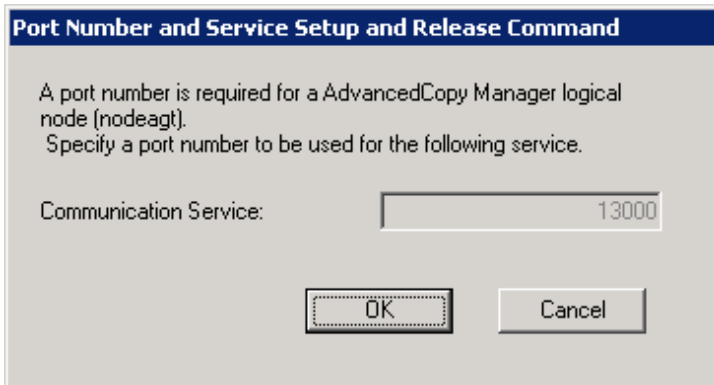 Port Number and Service Setup and Release Command
A port number is required for a AdvancedCopy Manager logical
node (nodeagt).
Specify a port number to be used for the following service.
Communication Service: 13000
OK Cancel